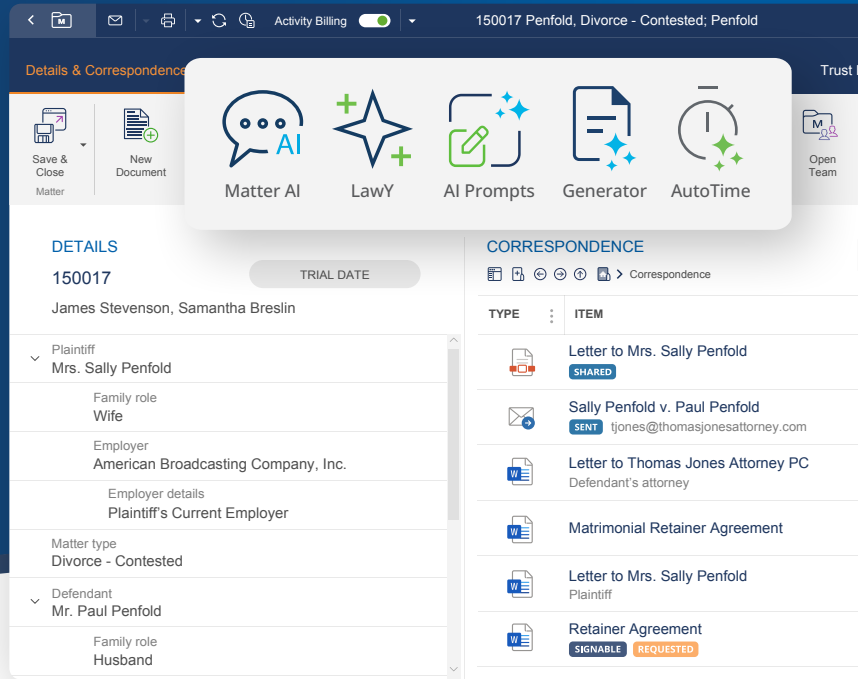 M
Activity Billing
150017 Penfold, Divorce - Contested; Penfold
Details & Correspondence
Trust
Save &
Close
Matter
New
Document
AI
Matter AI
LawY
AI Prompts
Generator
AutoTime
M
Open
Team
DETAILS
150017
TRIAL DATE
James Stevenson, Samantha Breslin
Plaintiff
Mrs. Sally Penfold
Family role
Wife
Employer
American Broadcasting Company, Inc.
Employer details
Plaintiff's Current Employer
Matter type
Divorce - Contested
Defendant
Mr. Paul Penfold
Family role
Husband
CORRESPONDENCE
Correspondence
TYPE
ITEM
Letter to Mrs. Sally Penfold
SHARED
Sally Penfold v. Paul Penfold
SENT tjones@thomasjonesattorney.com
W
Letter to Thomas Jones Attorney PC
Defendant's attorney
W
Matrimonial Retainer Agreement
W
Letter to Mrs. Sally Penfold
Plaintiff
W
Retainer Agreement
SIGNABLE REQUESTED